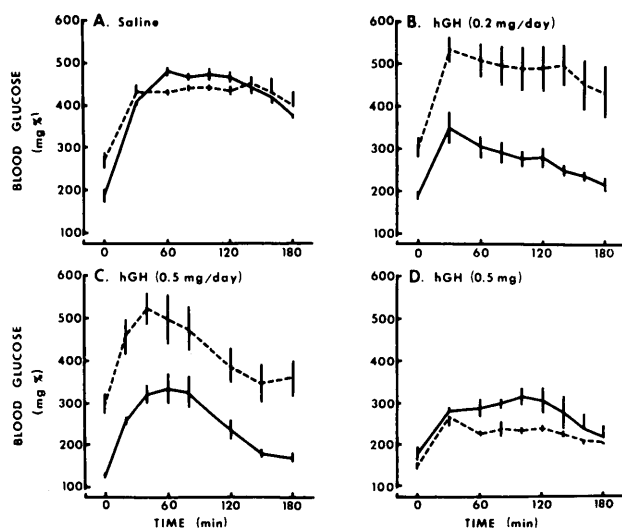 A. Saline
B. hGH (0.2 mg/day)
600
500
400
300
200
100
BLOOD GLUCOSE
(mg %)
0 60 120 180
600
500
400
300
200
100
0 60 120 180
C. hGH (0.5 mg/day)
D. hGH (0.5 mg)
600
500
400
300
200
100
BLOOD GLUCOSE
(mg %)
0 60 120 180
TIME (min)
600
500
400
300
200
100
0 60 120 180
TIME (min)